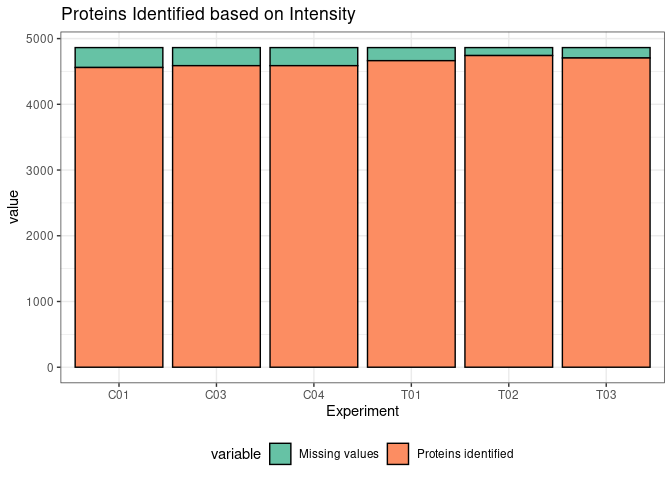 Proteins Identified based on Intensity
5000
4000
3000
2000
1000
0
value
C01 C03 C04 T01 T02 T03
Experiment
variable Missing values Proteins identified